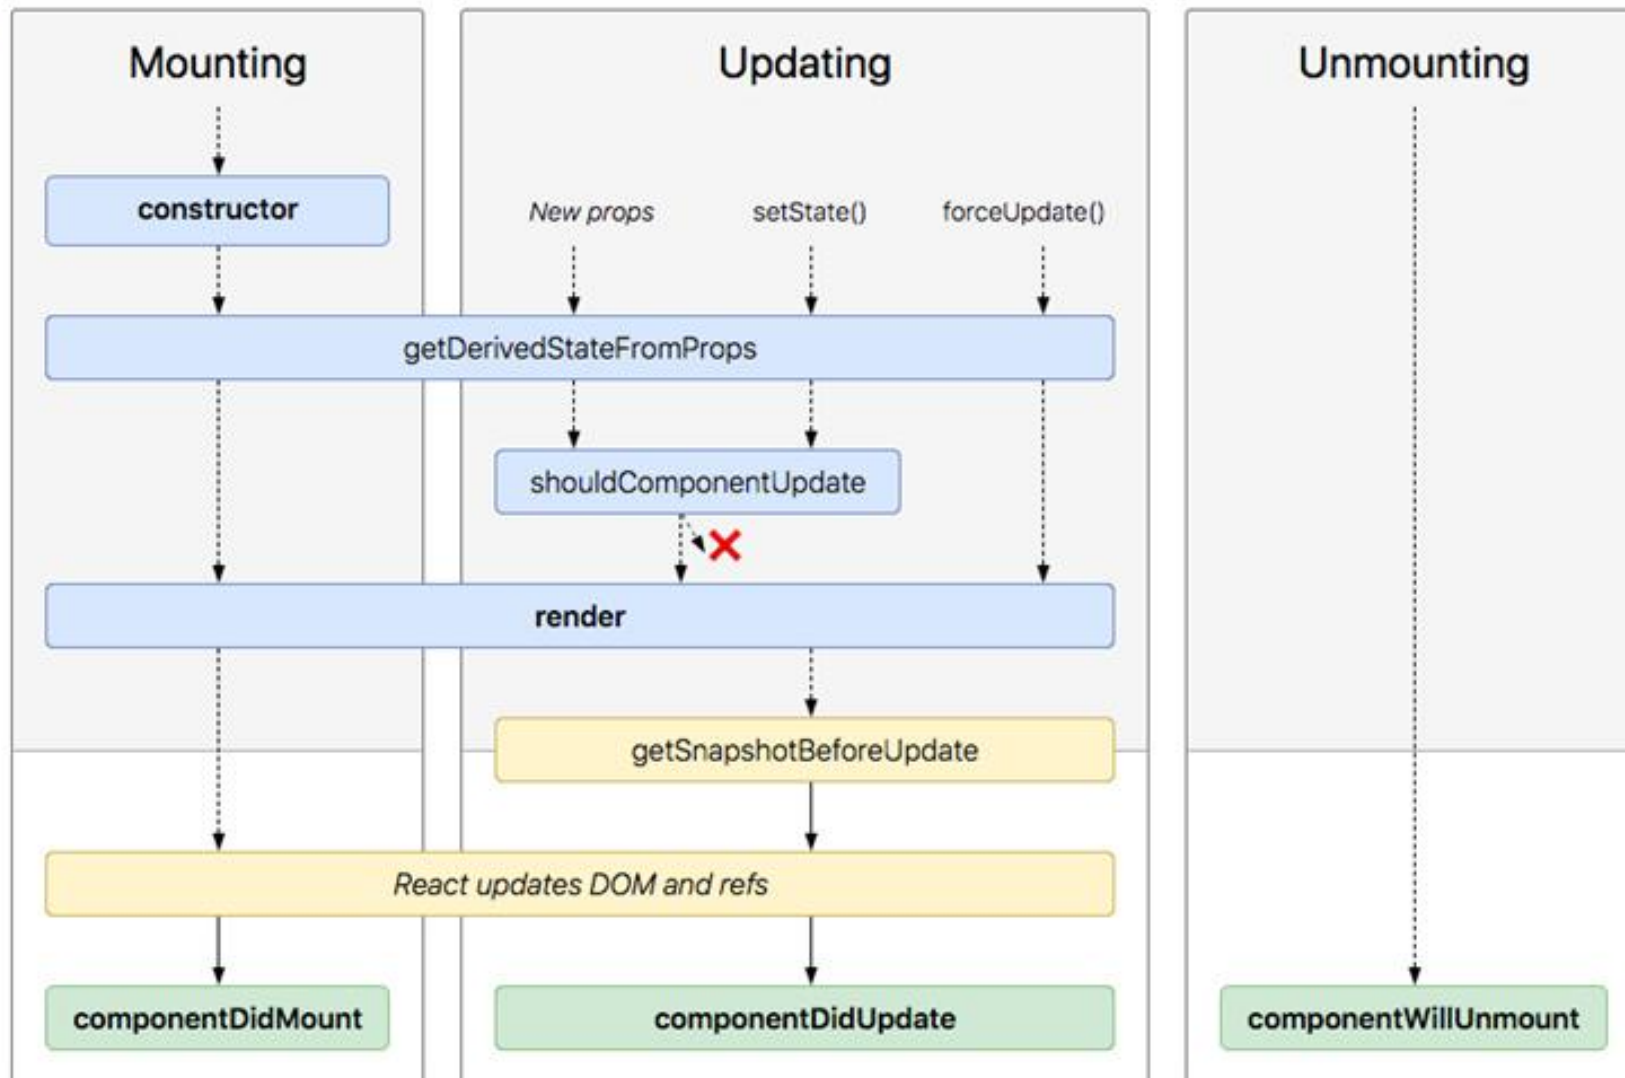 Mounting
Updating
Unmounting
constructor
New props
setState()
forceUpdate()
getDerivedStateFromProps
shouldComponentUpdate
render
getSnapshotBeforeUpdate
React updates DOM and refs
componentDidMount
componentDidUpdate
componentWillUnmount